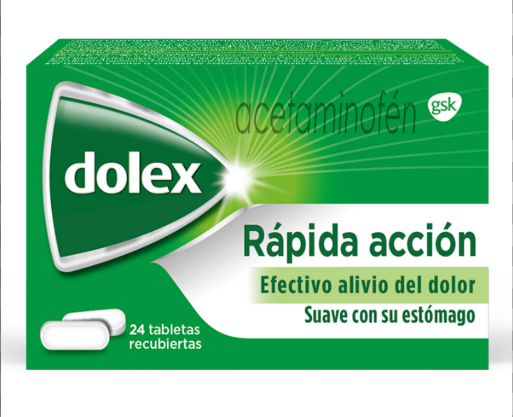 acetaminofén
gsk
dolex
Rápida acción
Efectivo alivio del dolor
Suave con su estómago
24 tabletas
recubiertas